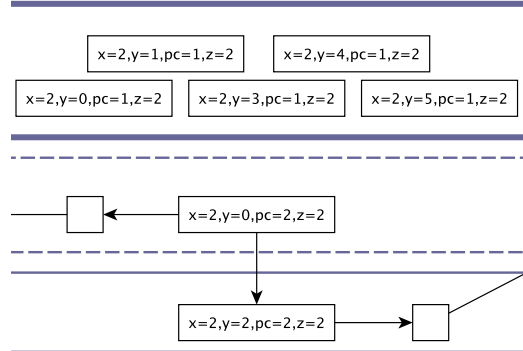 x=2,y=1,pc=1,z=2
x=2,y=4,pc=1,z=2
x=2,y=0,pc=1,z=2
x=2,y=3,pc=1,z=2
x=2,y=5,pc=1,z=2
x=2,y=0,pc=2,z=2
x=2,y=2,pc=2,z=2